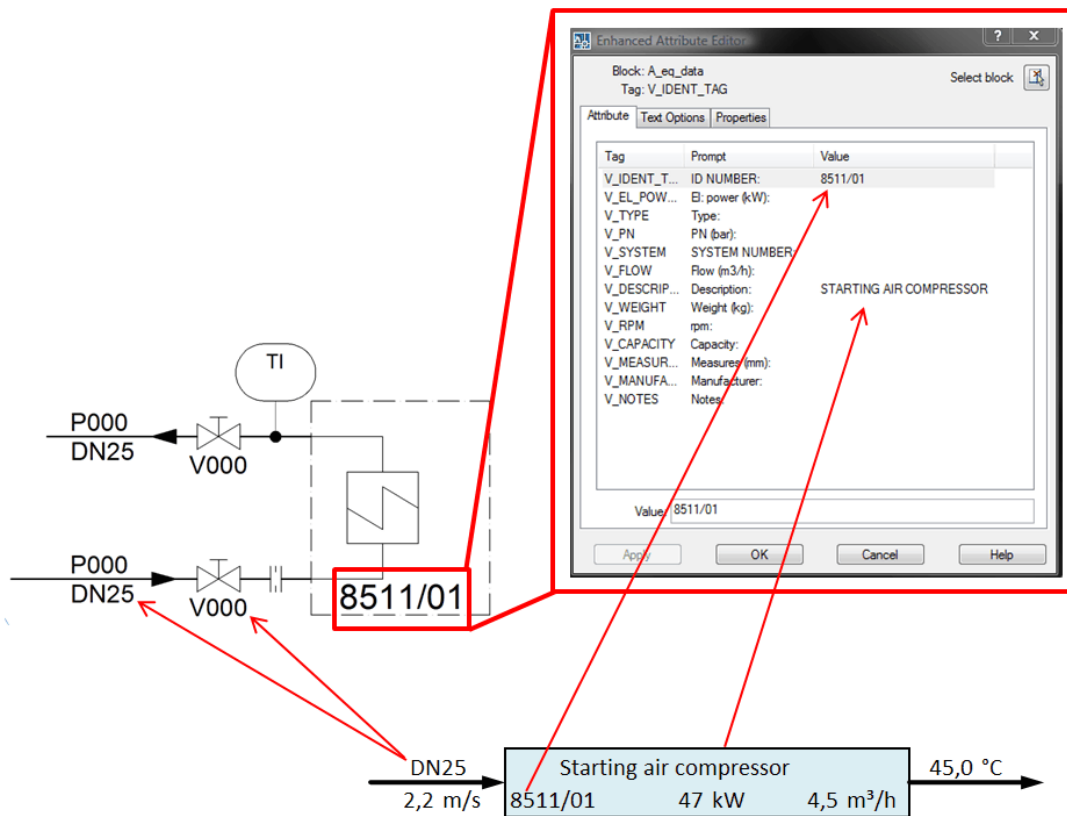 Enhanced Attribute Editor
Block: A_eq_data
Tag: V_IDENT_TAG
Select block
Attribute Text Options Properties
Tag Prompt Value
V_IDENT_T... ID NUMBER: 8511/01
V_EL_POW... El: power (kW):
V_TYPE Type:
V_PN PN (bar):
V_SYSTEM SYSTEM NUMBER:
V_FLOW Flow (m3/h):
V_DESCRIP... Description: STARTING AIR COMPRESSOR
V_WEIGHT Weight (kg):
V_RPM rpm:
V_CAPACITY Capacity:
V_MEASUR... Measures (mm):
V_MANUFA... Manufacturer:
V_NOTES Notes:
Value: 8511/01
Apply OK Cancel Help
TI
P000
DN25
V000
P000
DN25
V000
8511/01
DN25
2,2 m/s
Starting air compressor
8511/01 47 kW 4,5 m³/h
45,0 °C